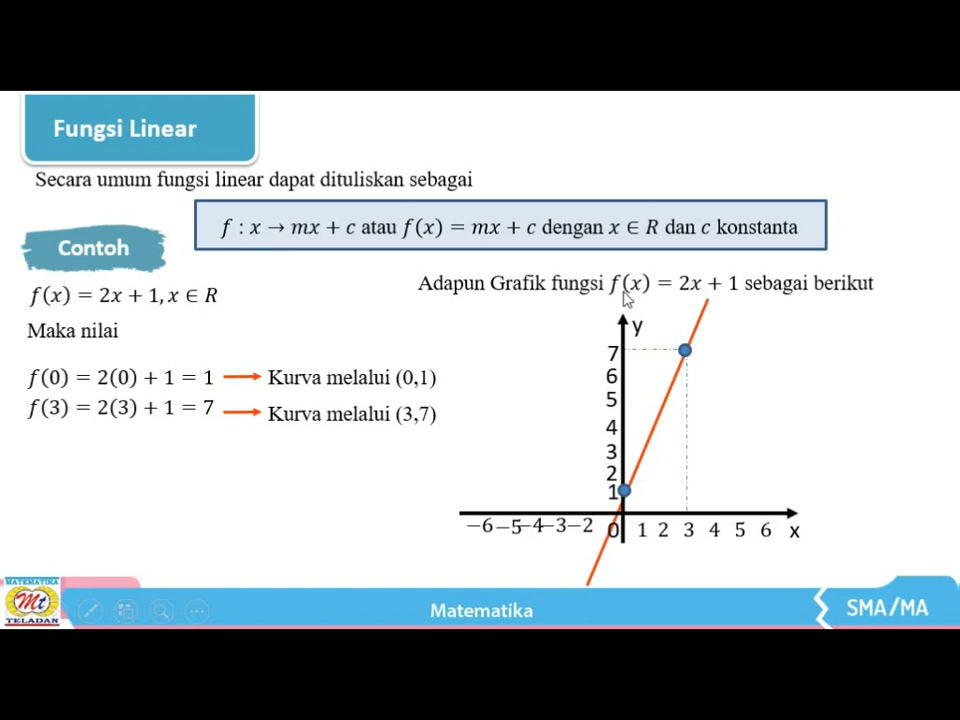 Fungsi Linear
Secara umum fungsi linear dapat dituliskan sebagai
f : x → mx + c atau f(x) = mx + c dengan x ∈ R dan c konstanta
Contoh
f(x) = 2x + 1, x ∈ R
Maka nilai
f(0) = 2(0) + 1 = 1 → Kurva melalui (0,1)
f(3) = 2(3) + 1 = 7 → Kurva melalui (3,7)
Adapun Grafik fungsi f(x) = 2x + 1 sebagai berikut
y
7
6
5
4
3
2
1
−6 −5 −4 −3 −2 0 1 2 3 4 5 6 x
MATEMATIKA
Mt
TELADAN
Matematika
SMA/MA